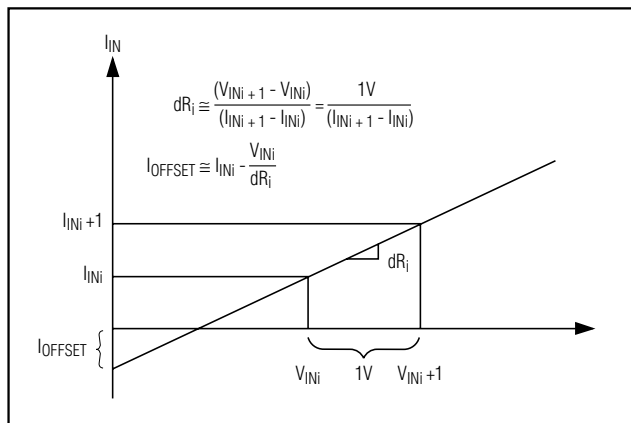 I_IN
dR_i ≅ (V_INi + 1 - V_INi) / (I_INi + 1 - I_INi) = 1V / (I_INi + 1 - I_INi)
I_OFFSET ≅ I_INi - V_INi / dR_i
I_INi + 1
I_INi
dR_i
I_OFFSET
V_INi 1V V_INi + 1